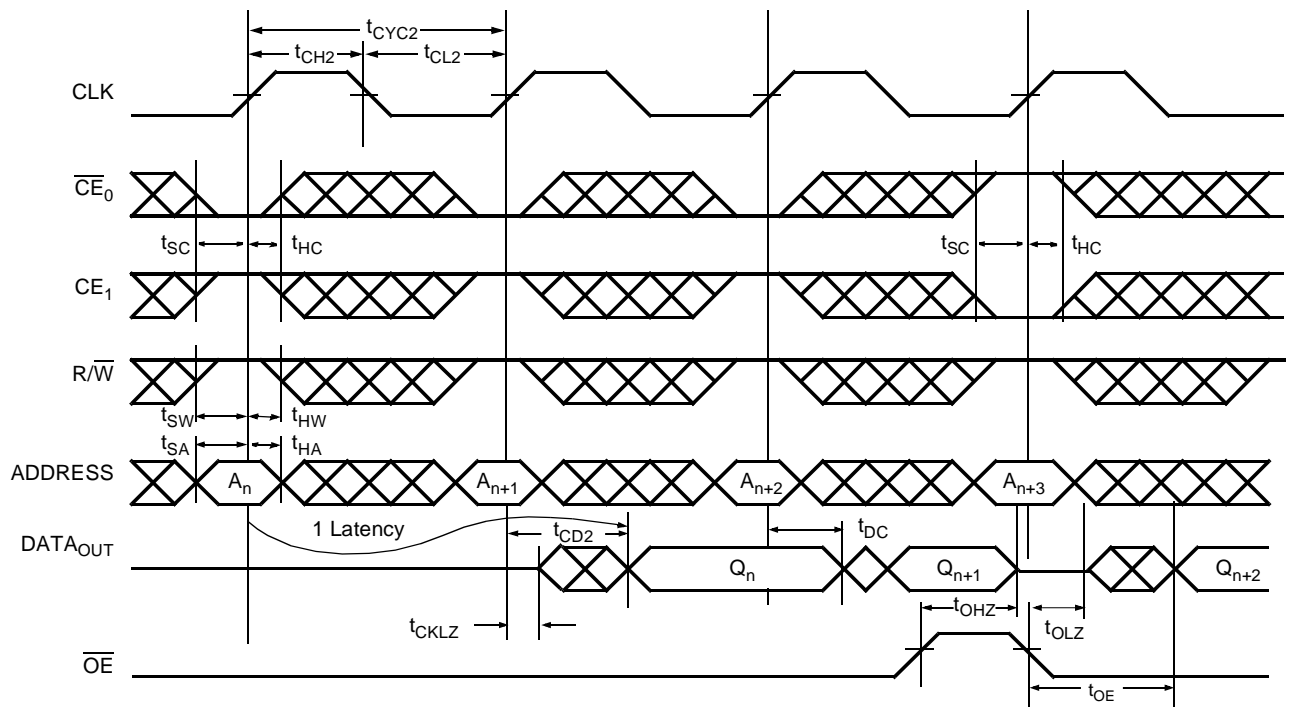 tCYC2
tCH2 tCL2
CLK
CE0
tSC tHC tSC tHC
CE1
R/W
tSW tHW
tSA tHA
ADDRESS An An+1 An+2 An+3
1 Latency tCD2 tDC
DATAOUT Qn Qn+1 Qn+2
tOHZ
tCKLZ tOLZ
OE
tOE